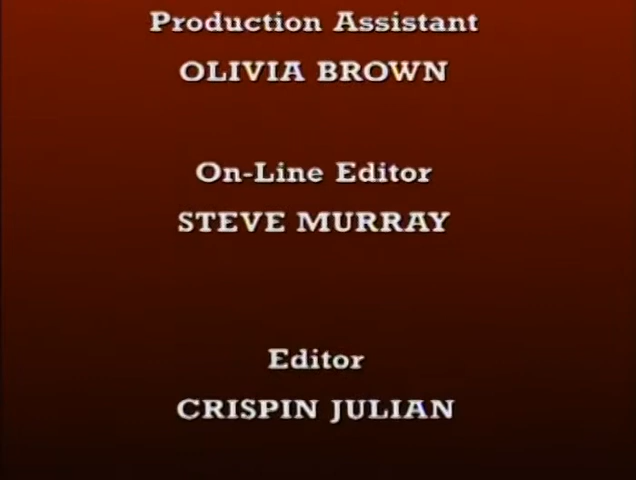 Production Assistant
OLIVIA BROWN
On-Line Editor
STEVE MURRAY
Editor
CRISPIN JULIAN